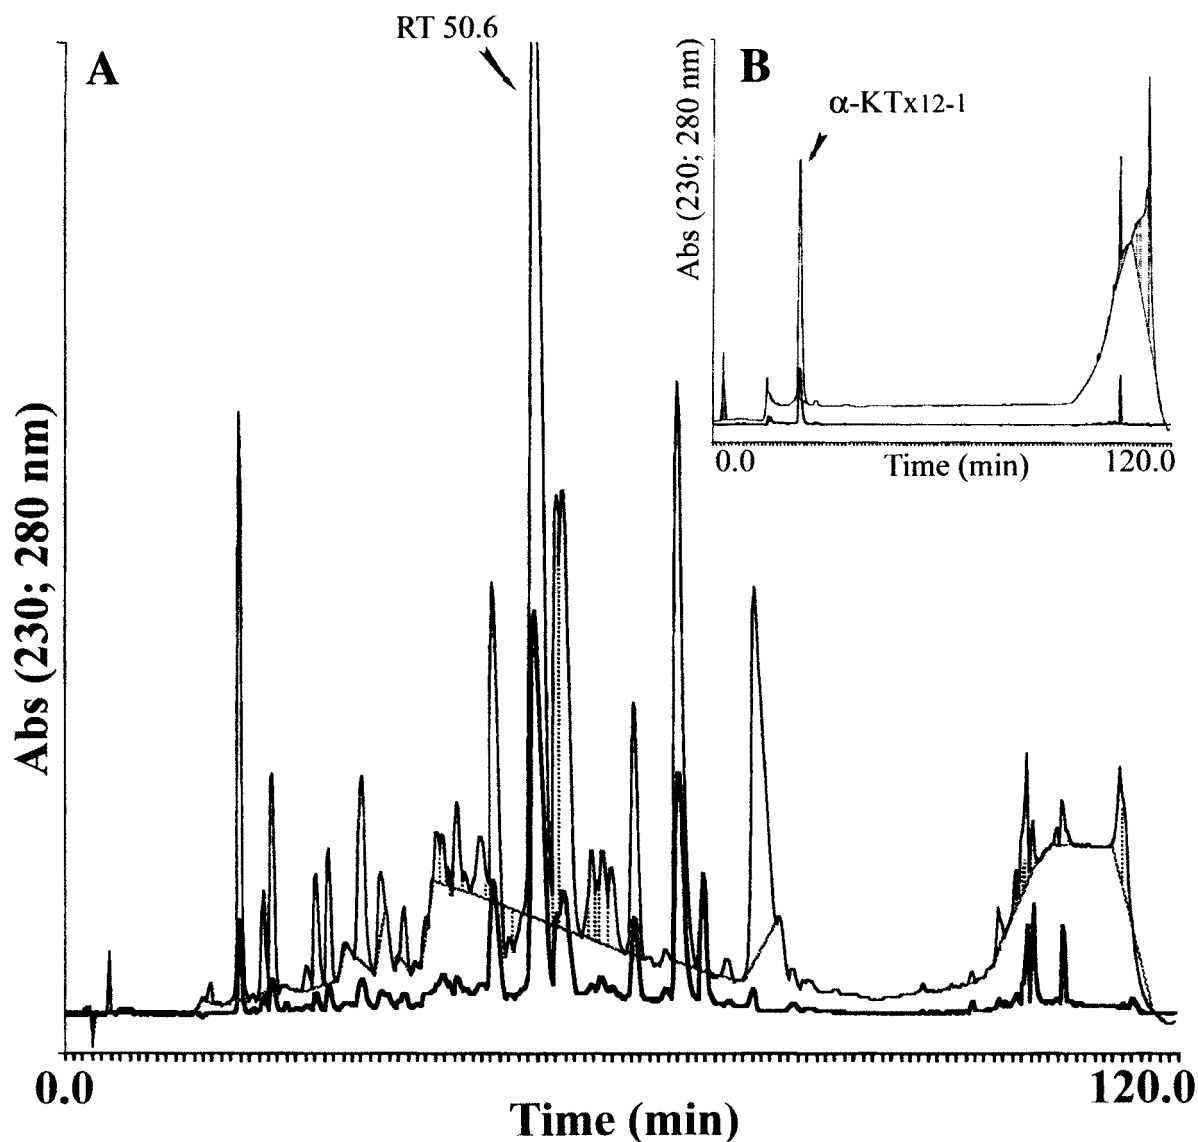 RT 50.6
A
Abs (230; 280 nm)
0.0
120.0
Time (min)
B
α-KTx12-1
Abs (230; 280 nm)
0.0
Time (min)
120.0